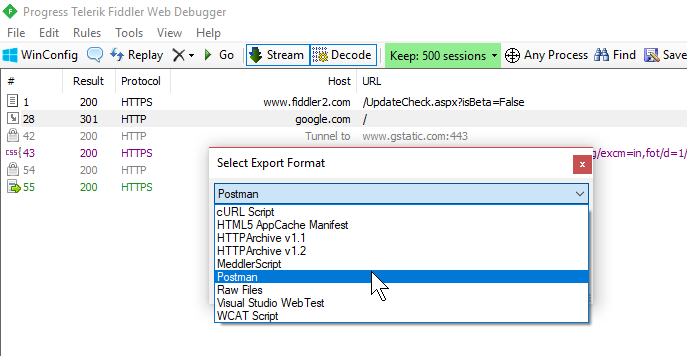 Progress Telerik Fiddler Web Debugger
File Edit Rules Tools View Help
WinConfig Replay Go Stream Decode Keep: 500 sessions Any Process Find Save
# Result Protocol Host URL
1 200 HTTPS www.fiddler2.com /UpdateCheck.aspx?isBeta=False
28 301 HTTP google.com /
42 200 HTTP Tunnel to www.gstatic.com:443
css 43 200 HTTPS g/excm=in,fot/d=1/
54 200 HTTP
55 200 HTTPS
Select Export Format
x
Postman
cURL Script
HTML5 AppCache Manifest
HTTPArchive v1.1
HTTPArchive v1.2
MeddlerScript
Postman
Raw Files
Visual Studio WebTest
WCAT Script